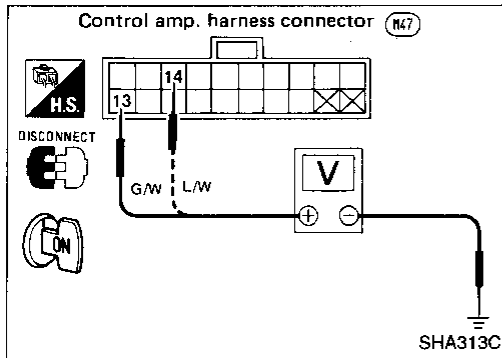 Control amp. harness connector M47
H.S.
14
13
DISCONNECT
V
G/W L/W
+ −
ON
SHA313C